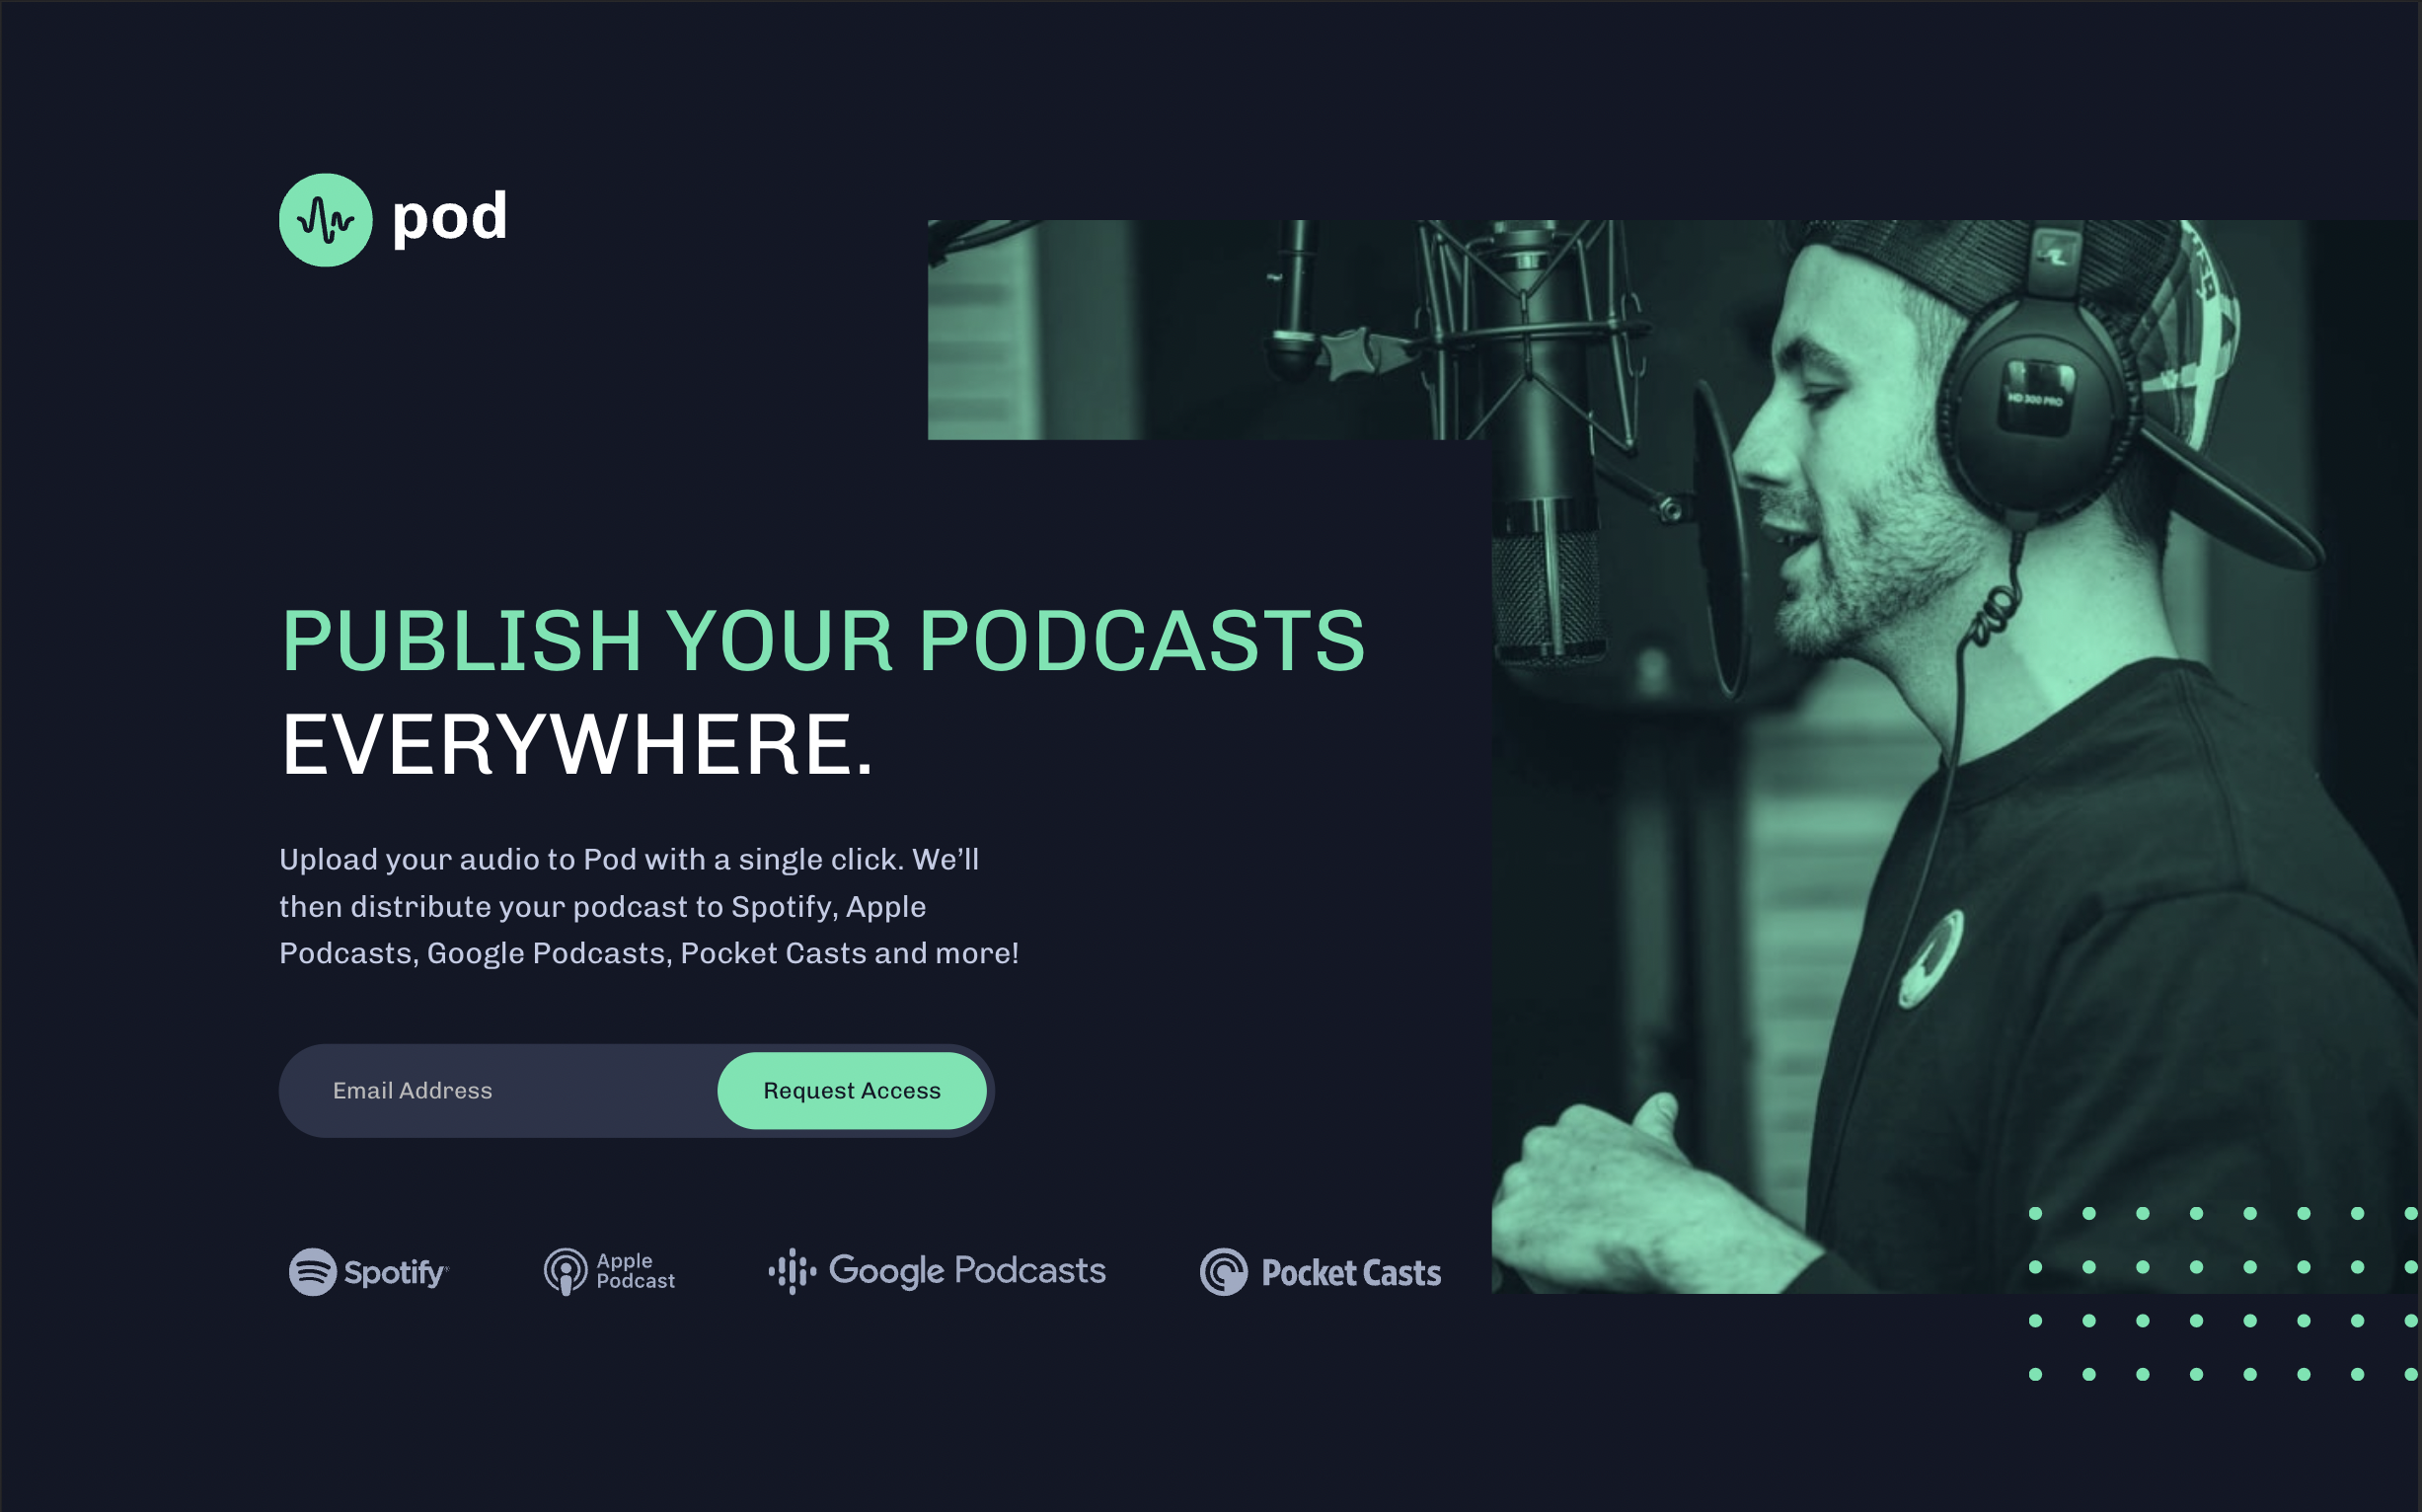 pod
HD 300 PRO
PUBLISH YOUR PODCASTS
EVERYWHERE.
Upload your audio to Pod with a single click. We’ll
then distribute your podcast to Spotify, Apple
Podcasts, Google Podcasts, Pocket Casts and more!
Email Address
Request Access
Spotify
Apple
Podcast
Google Podcasts
Pocket Casts